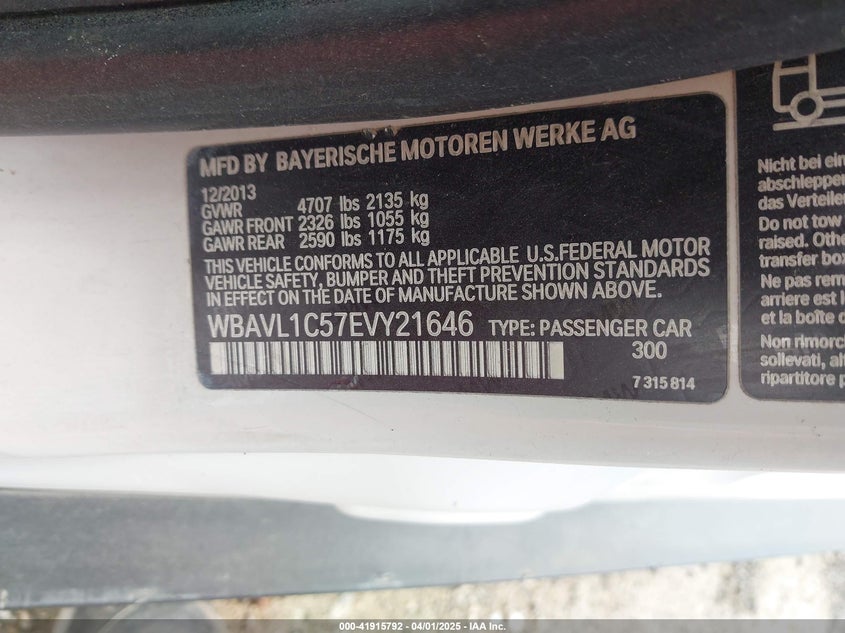 MFD BY BAYERISCHE MOTOREN WERKE AG
12/2013
GVWR 4707 lbs 2135 kg
GAWR FRONT 2326 lbs 1055 kg
GAWR REAR 2590 lbs 1175 kg
THIS VEHICLE CONFORMS TO ALL APPLICABLE U.S.FEDERAL MOTOR
VEHICLE SAFETY, BUMPER AND THEFT PREVENTION STANDARDS
IN EFFECT ON DATE OF MANUFACTURE SHOWN ABOVE.
WBAVL1C57EVY21646 TYPE: PASSENGER CAR
300
7 315 814
Nicht bei ein
abschleppen
das Verteiler
Do not tow
raised. Othe
transfer box
Ne pas rem
arriere est l
la boîte c
Non rimorc
sollevati, alt
ripartitore p
000-41915792 - 04/01/2025 - IAA Inc.